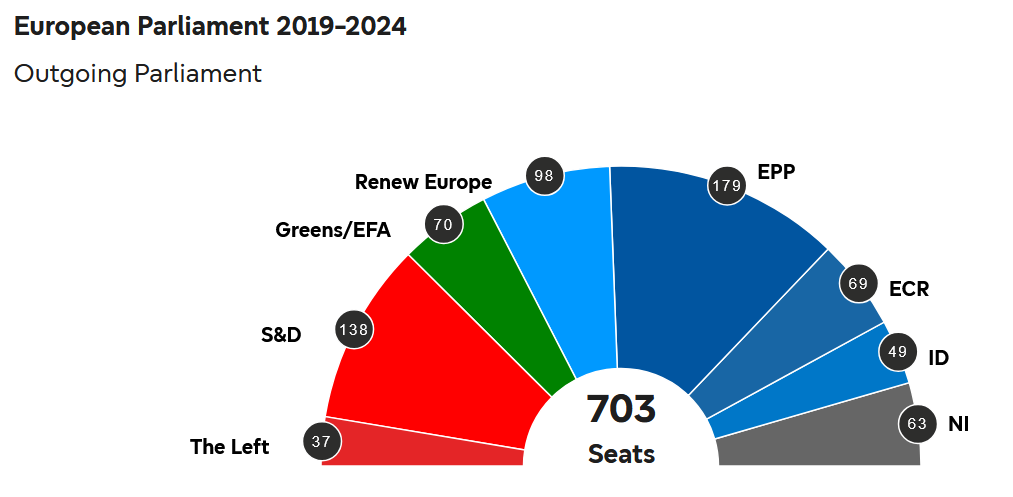 European Parliament 2019-2024
Outgoing Parliament
98
EPP
179
Renew Europe
70
Greens/EFA
69
ECR
138
S&D
49
ID
703
63
NI
37
The Left
Seats